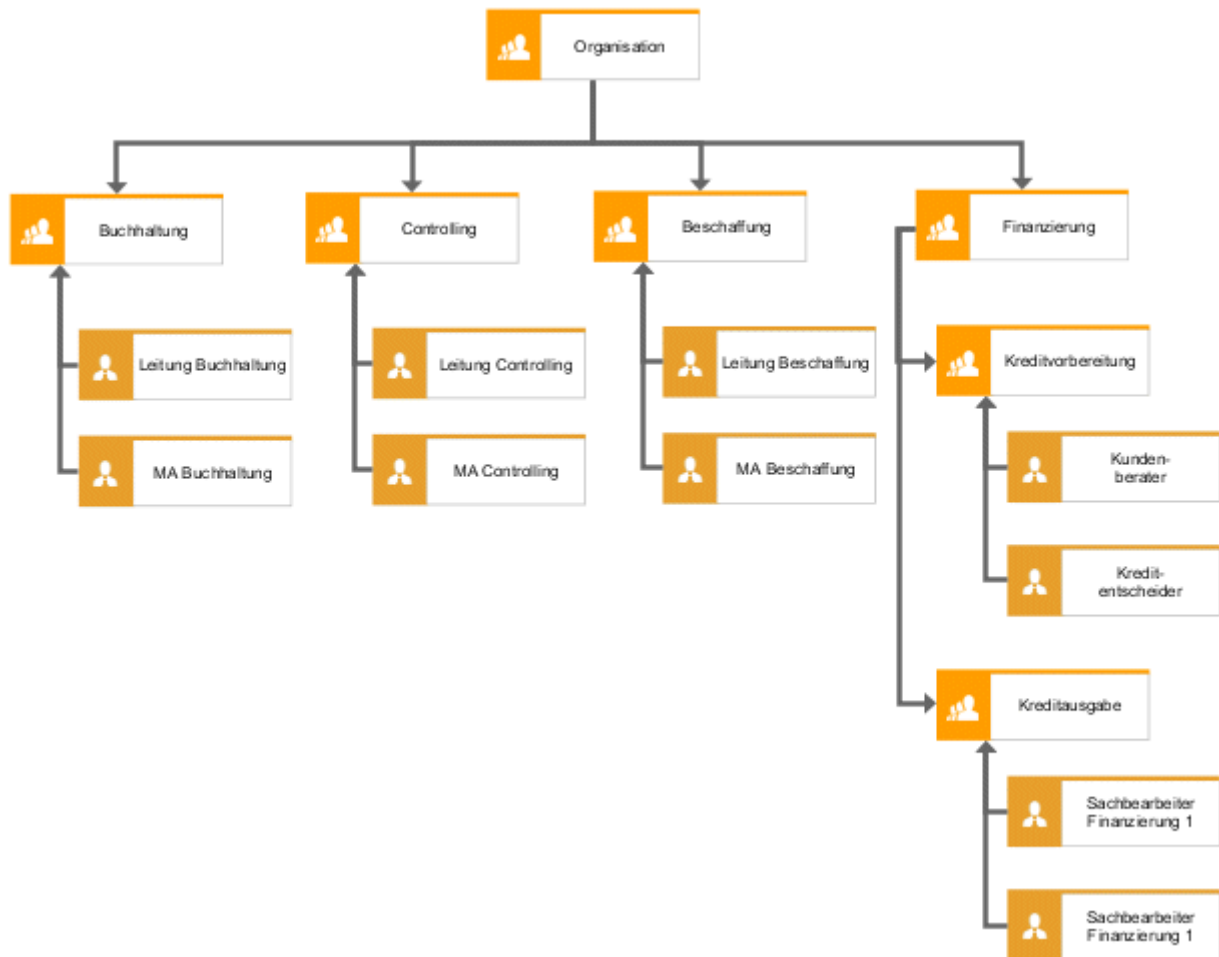 Organisation
Buchhaltung
Controlling
Beschaffung
Finanzierung
Leitung Buchhaltung
Leitung Controlling
Leitung Beschaffung
Kreditvorbereitung
MA Buchhaltung
MA Controlling
MA Beschaffung
Kunden-
berater
Kredit-
entscheider
Kreditausgabe
Sachbearbeiter
Finanzierung 1
Sachbearbeiter
Finanzierung 1